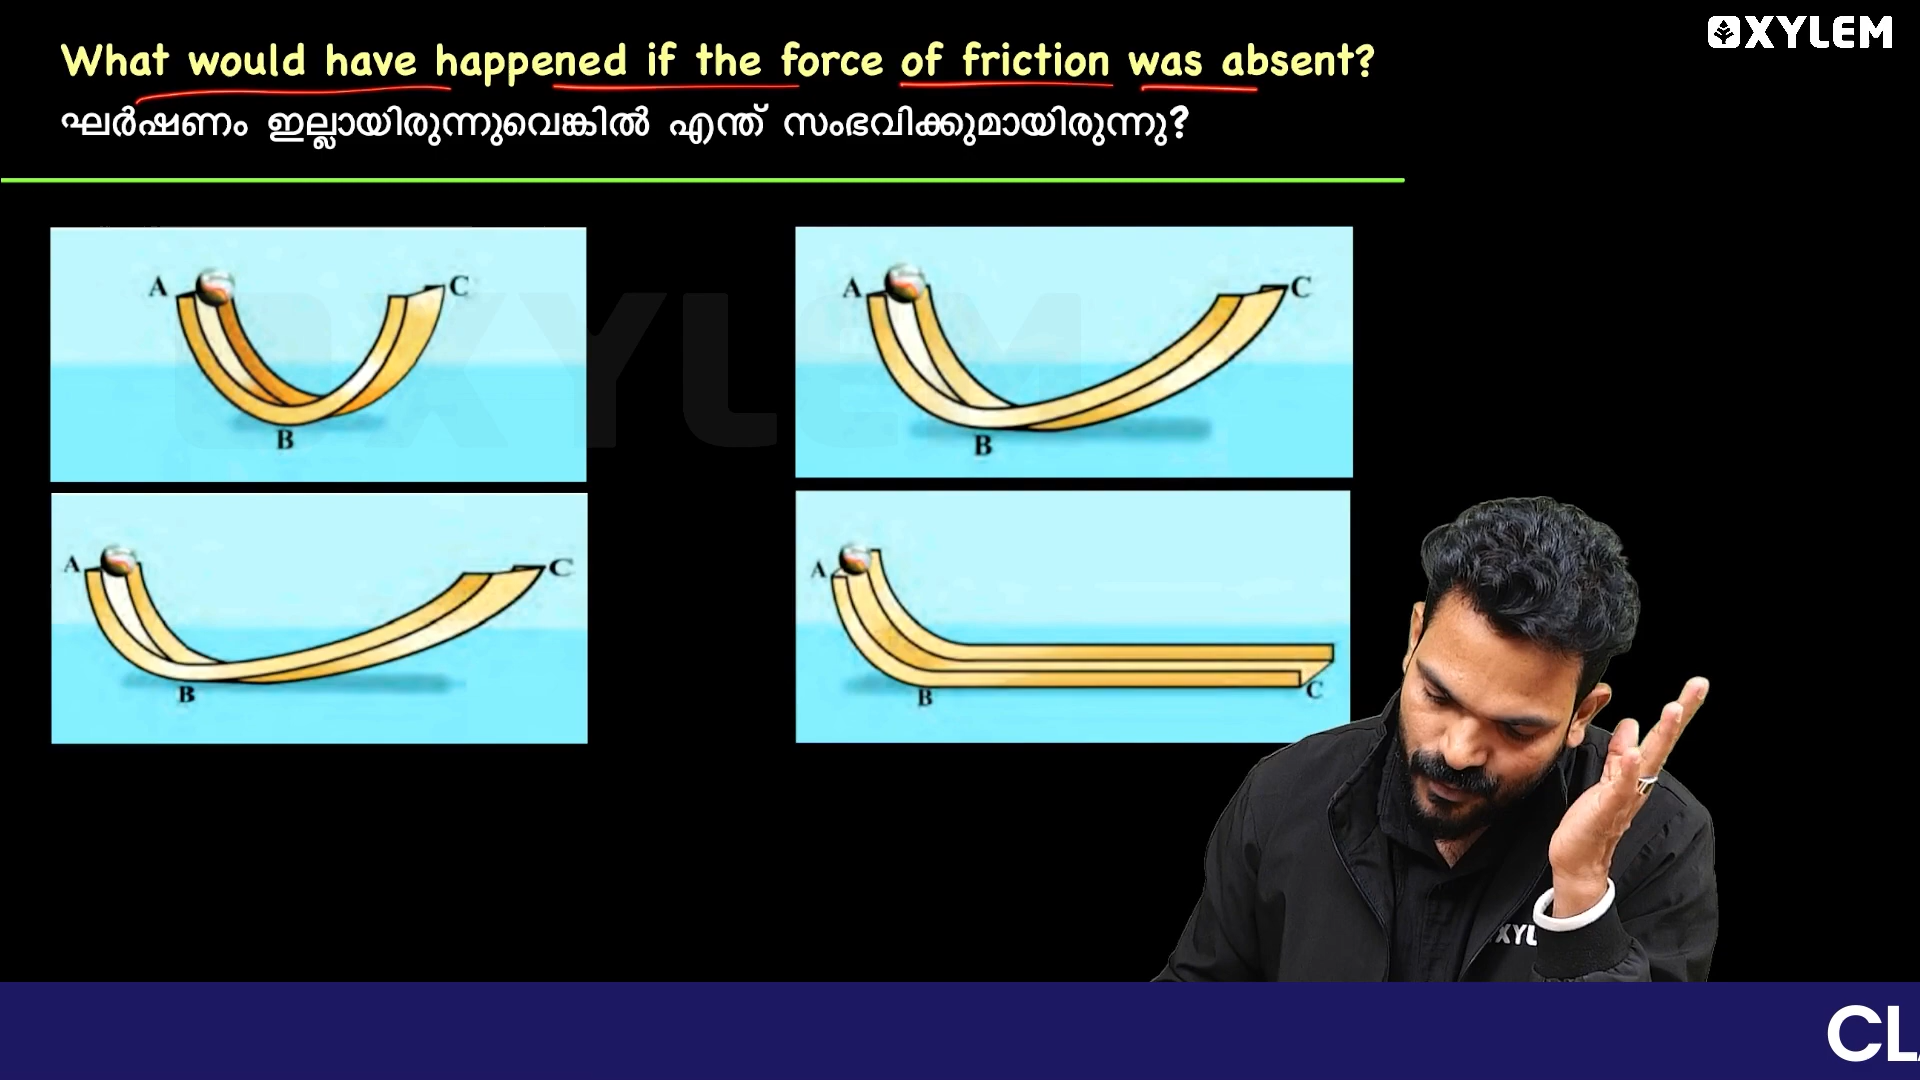 XYLEM
What would have happened if the force of friction was absent?
ഘർഷണം ഇല്ലായിരുന്നുവെങ്കിൽ എന്ത് സംഭവിക്കുമായിരുന്നു?
A
C
B
A
C
B
A
C
B
A
B
C
XYL
CL